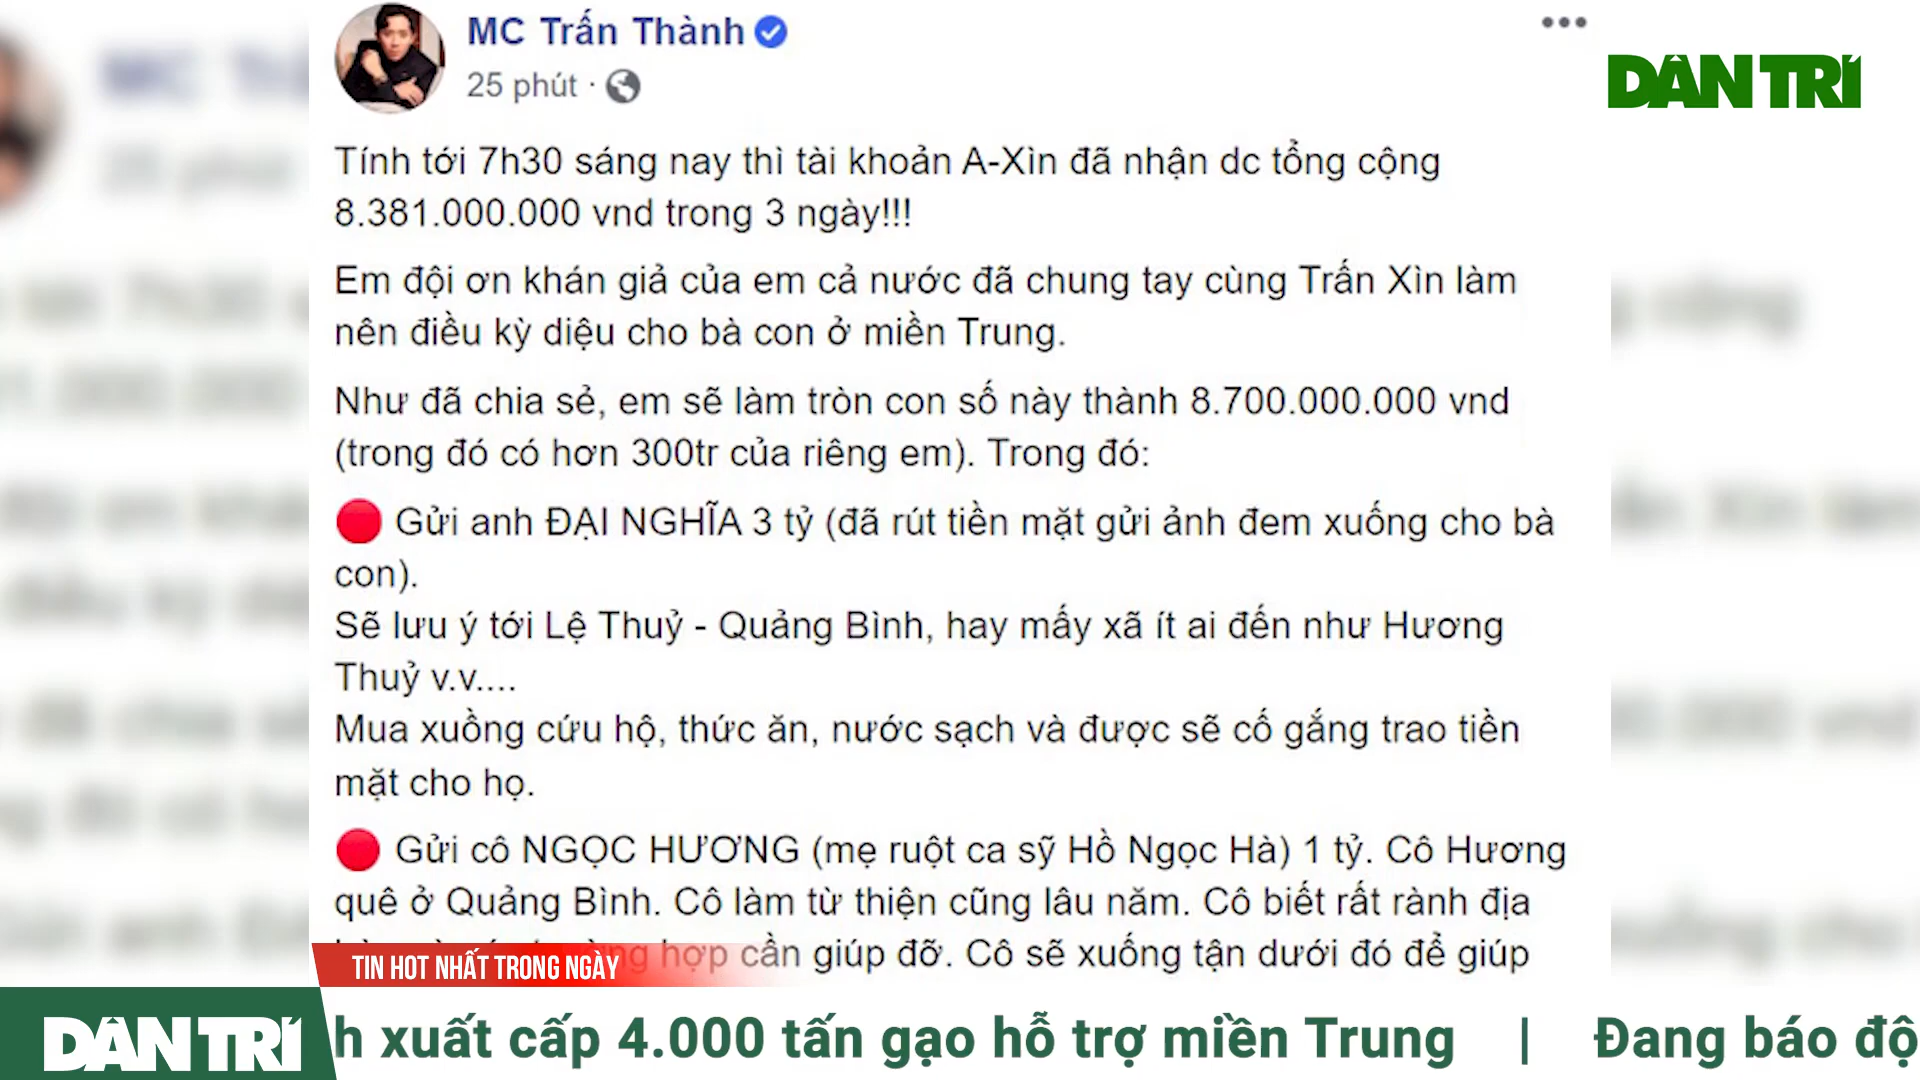 MC Trấn Thành
25 phút ·
DÂN TRÍ
Tính tới 7h30 sáng nay thì tài khoản A-Xìn đã nhận dc tổng cộng
8.381.000.000 vnd trong 3 ngày!!!
Em đội ơn khán giả của em cả nước đã chung tay cùng Trấn Xìn làm
nên điều kỳ diệu cho bà con ở miền Trung.
Như đã chia sẻ, em sẽ làm tròn con số này thành 8.700.000.000 vnd
(trong đó có hơn 300tr của riêng em). Trong đó:
🔴 Gửi anh ĐẠI NGHĨA 3 tỷ (đã rút tiền mặt gửi ảnh đem xuống cho bà
con).
Sẽ lưu ý tới Lệ Thuỷ - Quảng Bình, hay mấy xã ít ai đến như Hương
Thuỷ v.v....
Mua xuồng cứu hộ, thức ăn, nước sạch và được sẽ cố gắng trao tiền
mặt cho họ.
🔴 Gửi cô NGỌC HƯƠNG (mẹ ruột ca sỹ Hồ Ngọc Hà) 1 tỷ. Cô Hương
quê ở Quảng Bình. Cô làm từ thiện cũng lâu năm. Cô biết rất rành địa
hợp cần giúp đỡ. Cô sẽ xuống tận dưới đó để giúp
TIN HOT NHẤT TRONG NGÀY
DÂN TRÍ
h xuất cấp 4.000 tấn gạo hỗ trợ miền Trung | Đang báo độ